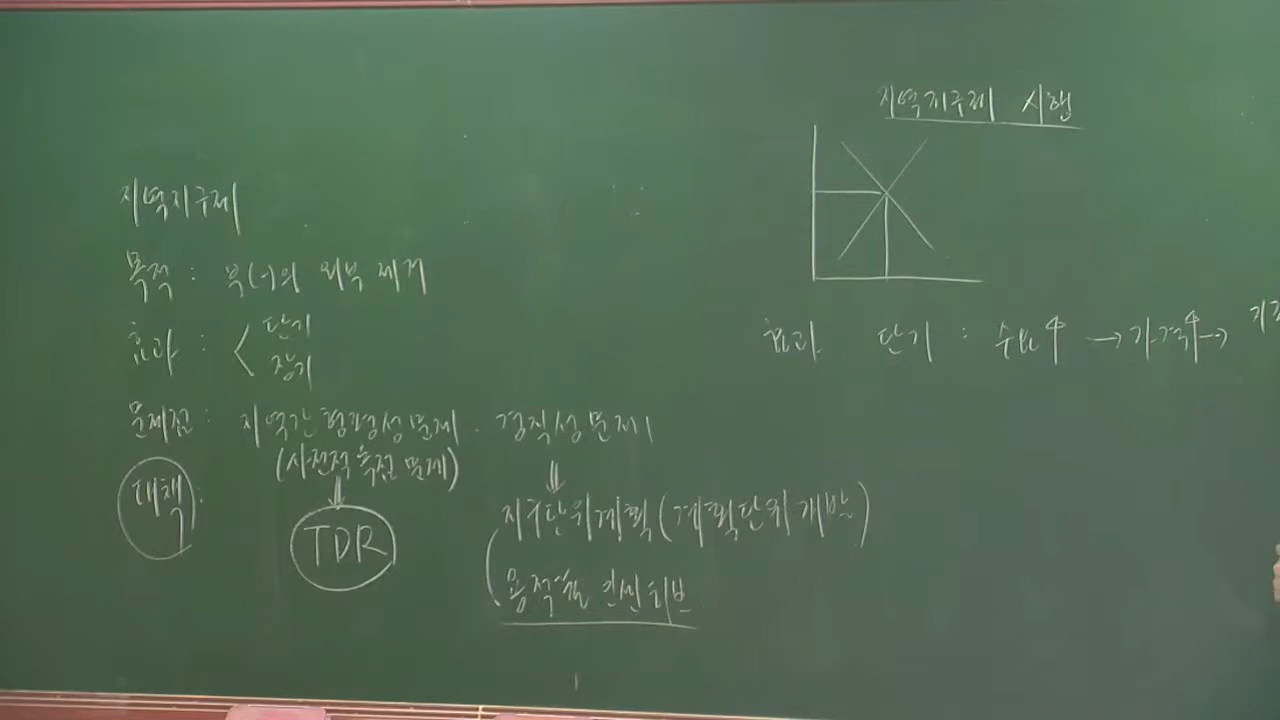 지역지구제
목적 : 부(-)의 외부 제거
효과 : < 단기
장기
문제점 : 지역간 형평성 문제 . 경직성 문제
(사전적 독점 문제)
대책 :
TDR
지구단위계획 (계획단위개발)
용적률 인센티브
지역지구제 시행
효과 단기 : 수요↑ → 가격↑ →